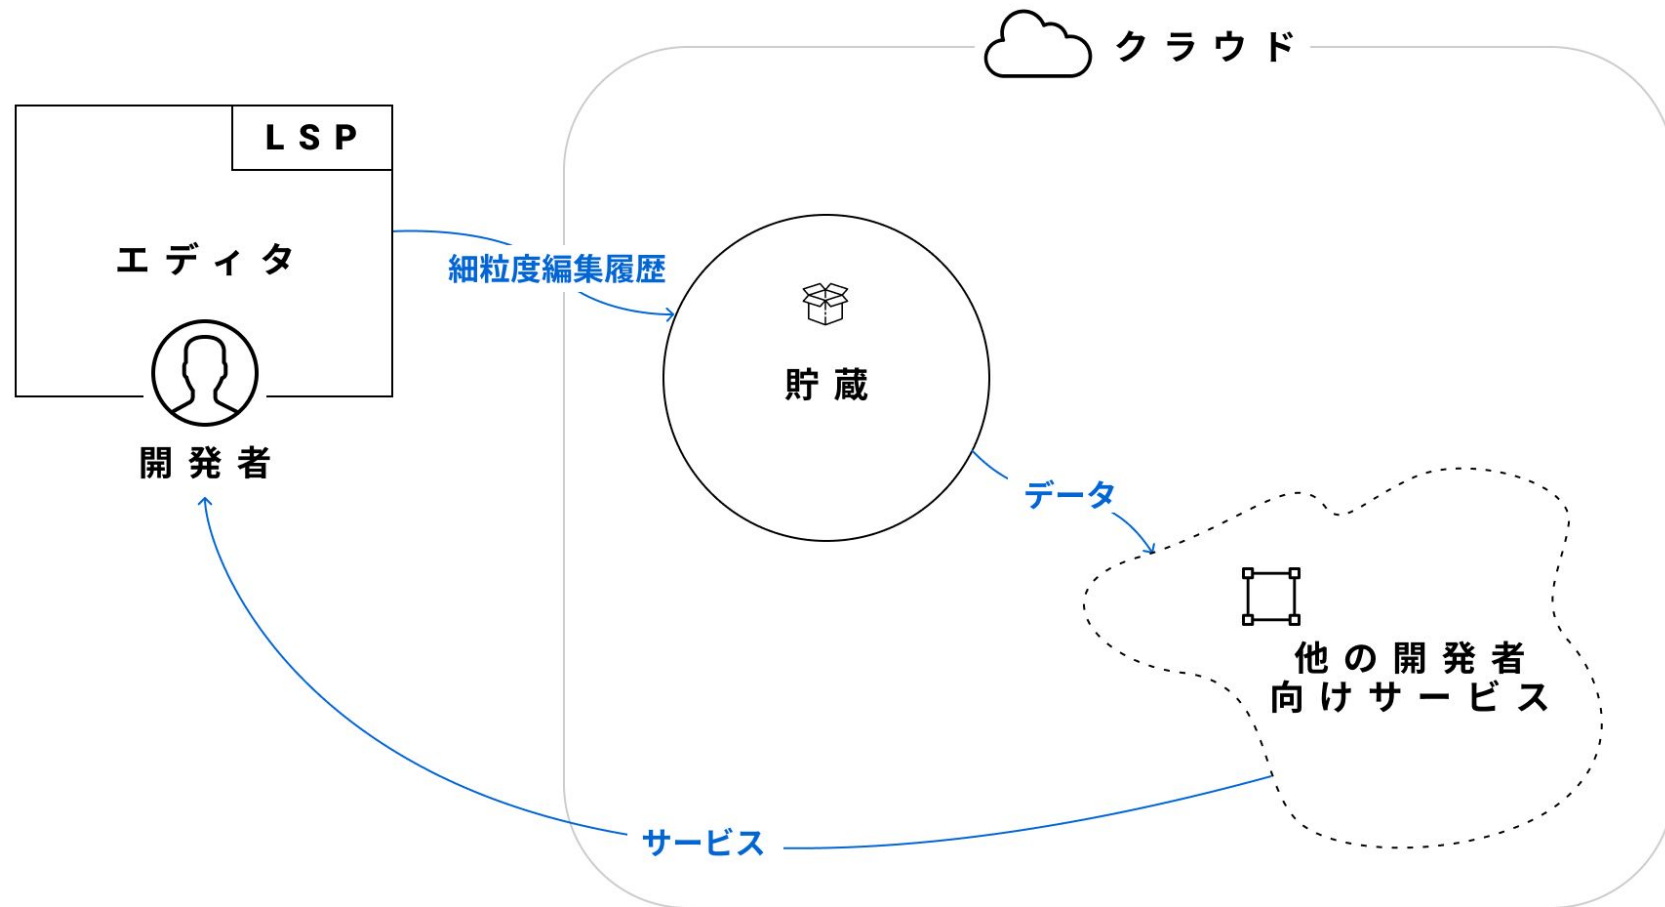 クラウド
LSP
エディタ
細粒度編集履歴
貯蔵
開発者
データ
他の開発者
向けサービス
サービス